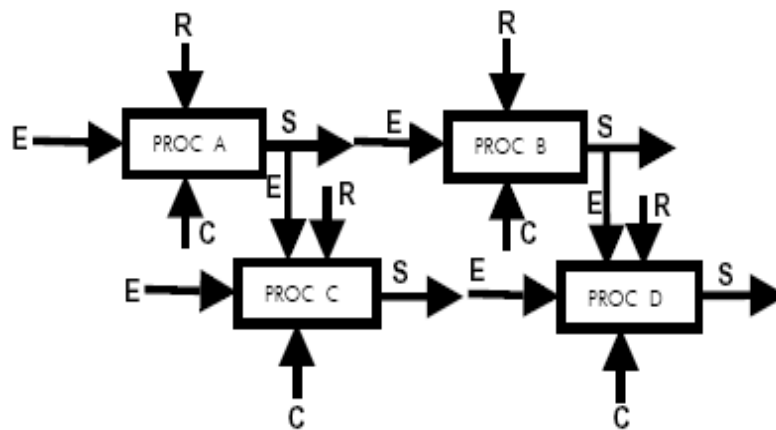 R R
E PROC A S E PROC B S
E R E R
C C
E PROC C S E PROC D S
C C